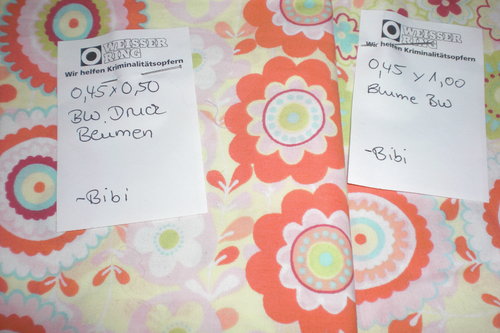 WEISSER
RING
Wir helfen Kriminalitätsopfern
0,45 x 0,50
BW. Druck
Blumen
-Bibi
WEISSER
RING
Wir helfen Kriminalitätsopfern
0,45 x 1,00
Blume BW
-Bibi